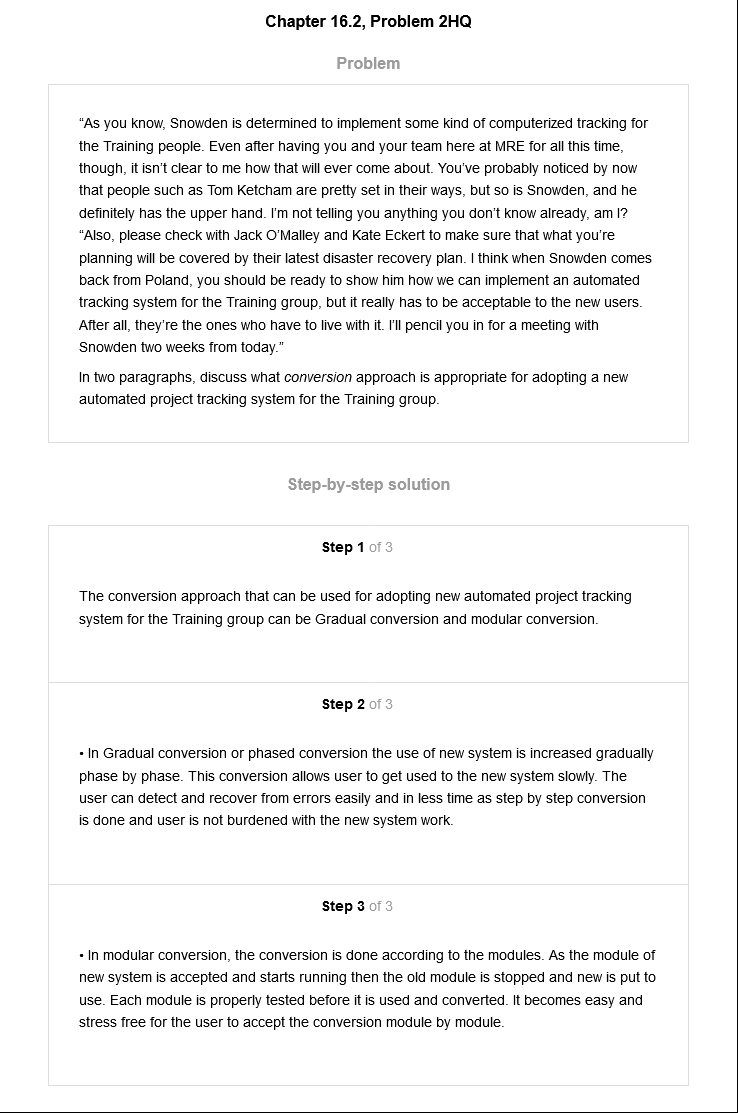 Chapter 16.2, Problem 2HQ
Problem
“As you know, Snowden is determined to implement some kind of computerized tracking for
the Training people. Even after having you and your team here at MRE for all this time,
though, it isn’t clear to me how that will ever come about. You’ve probably noticed by now
that people such as Tom Ketcham are pretty set in their ways, but so is Snowden, and he
definitely has the upper hand. I’m not telling you anything you don’t know already, am I?
“Also, please check with Jack O’Malley and Kate Eckert to make sure that what you’re
planning will be covered by their latest disaster recovery plan. I think when Snowden comes
back from Poland, you should be ready to show him how we can implement an automated
tracking system for the Training group, but it really has to be acceptable to the new users.
After all, they’re the ones who have to live with it. I’ll pencil you in for a meeting with
Snowden two weeks from today.”
In two paragraphs, discuss what conversion approach is appropriate for adopting a new
automated project tracking system for the Training group.
Step-by-step solution
Step 1 of 3
The conversion approach that can be used for adopting new automated project tracking
system for the Training group can be Gradual conversion and modular conversion.
Step 2 of 3
• In Gradual conversion or phased conversion the use of new system is increased gradually
phase by phase. This conversion allows user to get used to the new system slowly. The
user can detect and recover from errors easily and in less time as step by step conversion
is done and user is not burdened with the new system work.
Step 3 of 3
• In modular conversion, the conversion is done according to the modules. As the module of
new system is accepted and starts running then the old module is stopped and new is put to
use. Each module is properly tested before it is used and converted. It becomes easy and
stress free for the user to accept the conversion module by module.